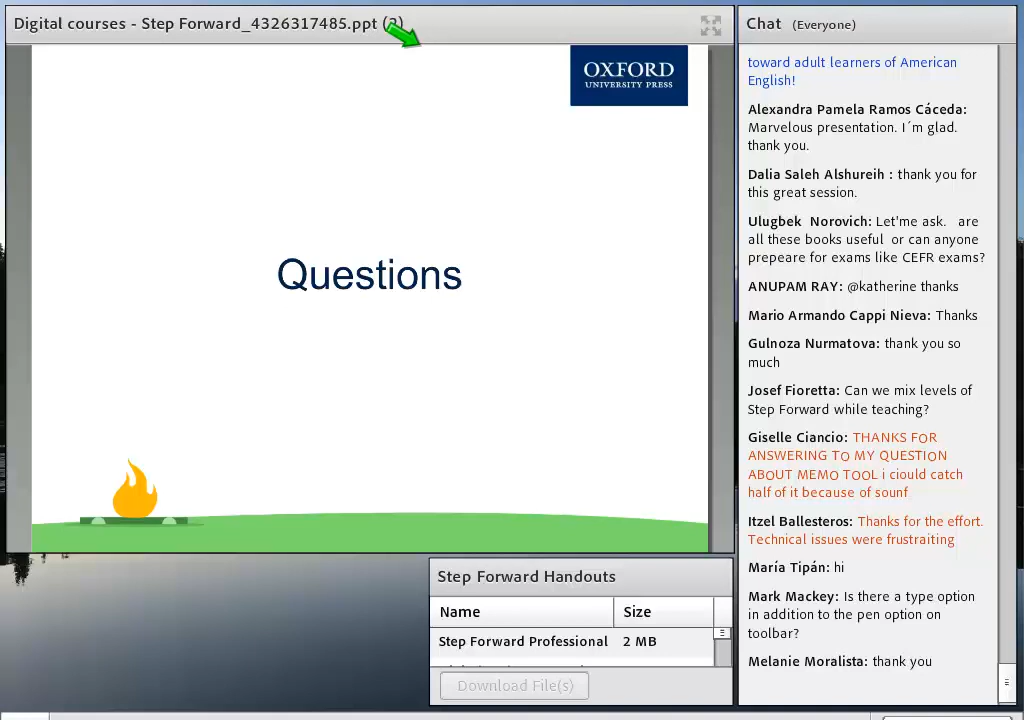 Digital courses - Step Forward_4326317485.ppt (2)
OXFORD
UNIVERSITY PRESS
Questions
Step Forward Handouts
Name Size
Step Forward Professional 2 MB
Download File(s)
Chat (Everyone)
toward adult learners of American
English!
Alexandra Pamela Ramos Cáceda:
Marvelous presentation. I´m glad.
thank you.
Dalia Saleh Alshureih : thank you for
this great session.
Ulugbek Norovich: Let'me ask. are
all these books useful or can anyone
prepeare for exams like CEFR exams?
ANUPAM RAY: @katherine thanks
Mario Armando Cappi Nieva: Thanks
Gulnoza Nurmatova: thank you so
much
Josef Fioretta: Can we mix levels of
Step Forward while teaching?
Giselle Ciancio: THANKS FOR
ANSWERING TO MY QUESTION
ABOUT MEMO TOOL i ciould catch
half of it because of sounf
Itzel Ballesteros: Thanks for the effort.
Technical issues were frustraiting
María Tipán: hi
Mark Mackey: Is there a type option
in addition to the pen option on
toolbar?
Melanie Moralista: thank you